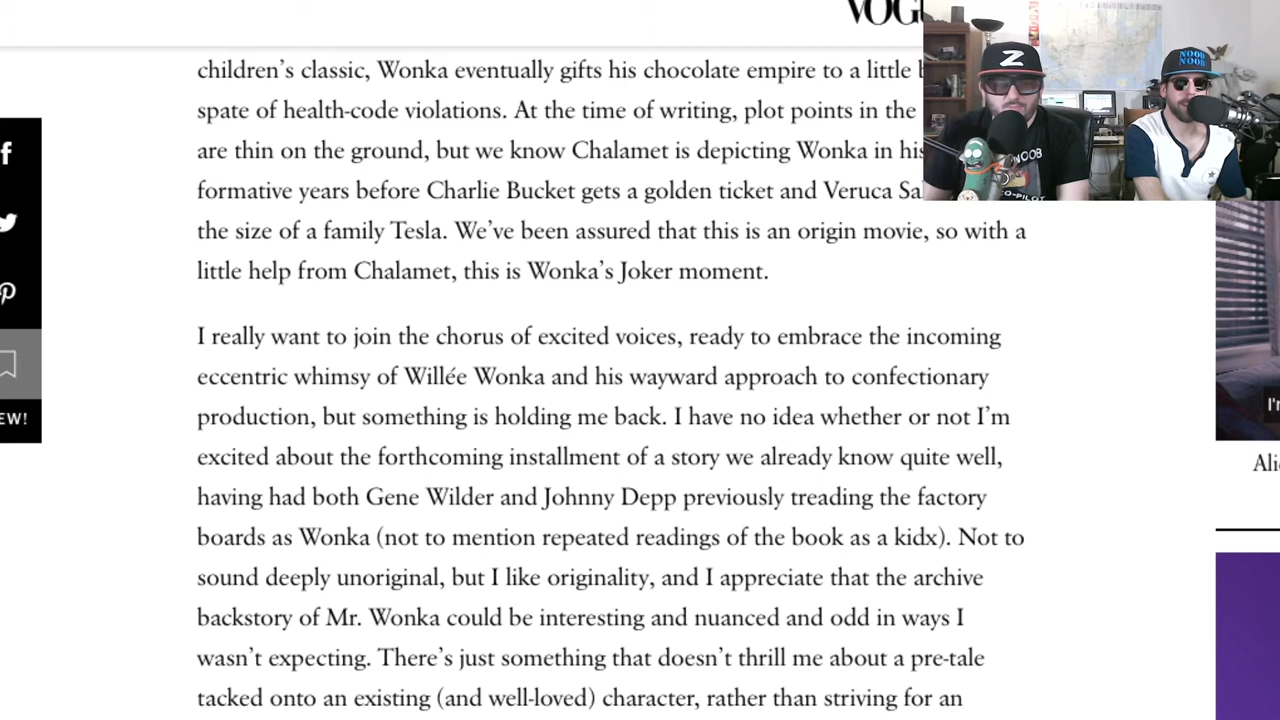 VOGU
children’s classic, Wonka eventually gifts his chocolate empire to a little
spate of health-code violations. At the time of writing, plot points in the
are thin on the ground, but we know Chalamet is depicting Wonka in his
formative years before Charlie Bucket gets a golden ticket and Veruca Sa
the size of a family Tesla. We’ve been assured that this is an origin movie, so with a
little help from Chalamet, this is Wonka’s Joker moment.
I really want to join the chorus of excited voices, ready to embrace the incoming
eccentric whimsy of Willée Wonka and his wayward approach to confectionary
production, but something is holding me back. I have no idea whether or not I’m
excited about the forthcoming installment of a story we already know quite well,
having had both Gene Wilder and Johnny Depp previously treading the factory
boards as Wonka (not to mention repeated readings of the book as a kidx). Not to
sound deeply unoriginal, but I like originality, and I appreciate that the archive
backstory of Mr. Wonka could be interesting and nuanced and odd in ways I
wasn’t expecting. There’s just something that doesn’t thrill me about a pre-tale
tacked onto an existing (and well-loved) character, rather than striving for an
EW!
Z
NOOB
NOOB
NOOB
O-PILOT
I'
Ali